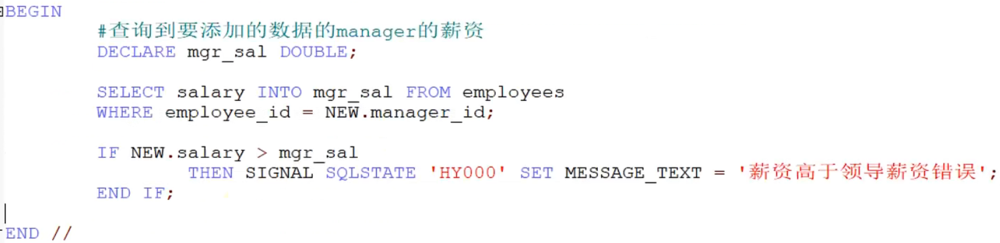 BEGIN
#查询到要添加的数据的manager的薪资
DECLARE mgr_sal DOUBLE;
SELECT salary INTO mgr_sal FROM employees
WHERE employee_id = NEW.manager_id;
IF NEW.salary > mgr_sal
THEN SIGNAL SQLSTATE 'HY000' SET MESSAGE_TEXT = '薪资高于领导薪资错误';
END IF;
END //